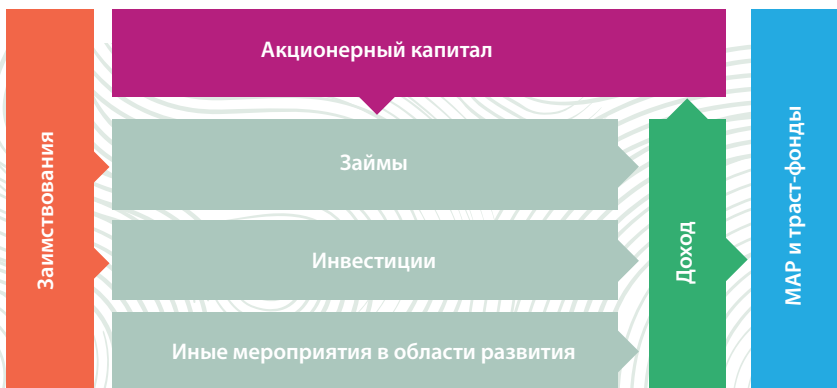 Акционерный капитал
Заимствования
Займы
Инвестиции
Иные мероприятия в области развития
Доход
МАР и траст-фонды